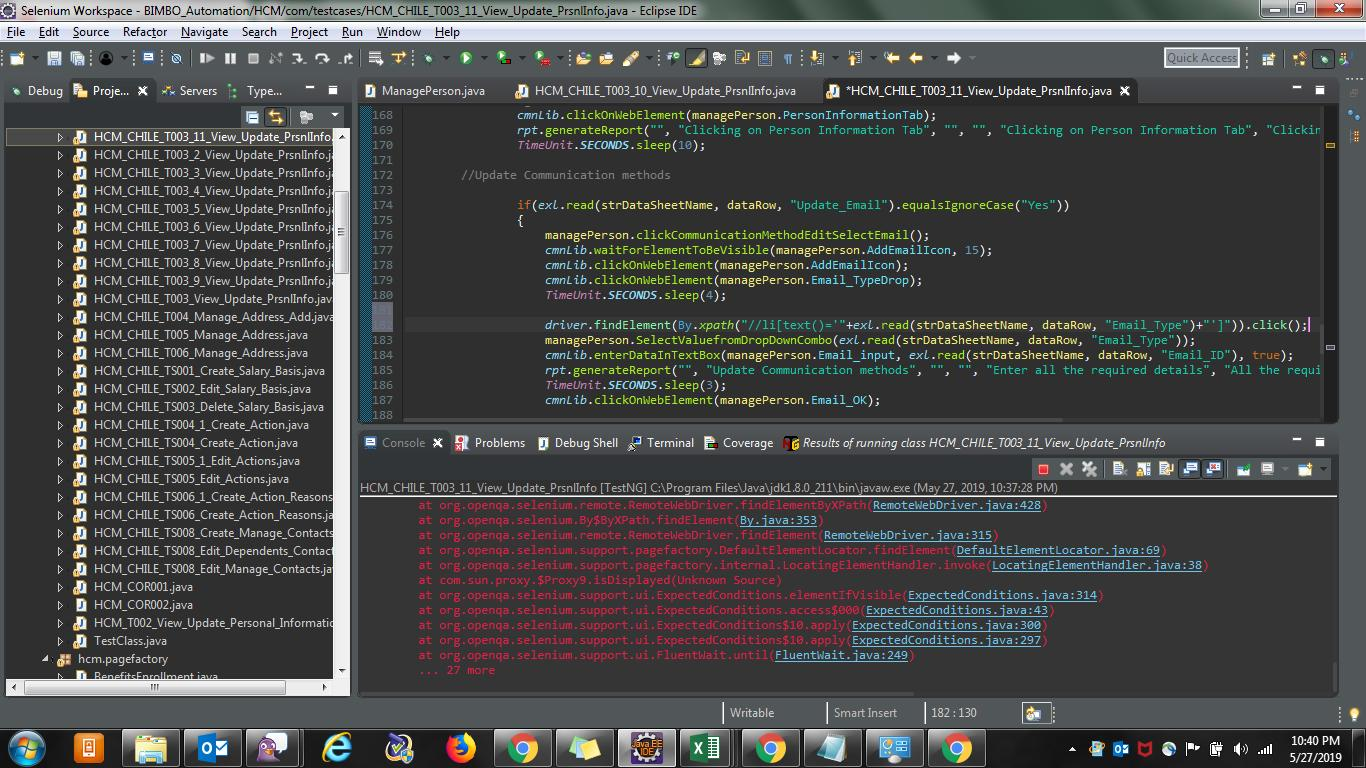 Selenium Workspace - BIMBO_Automation/HCM/com/testcases/HCM_CHILE_T003_11_View_Update_PrsnlInfo.java - Eclipse IDE
File Edit Source Refactor Navigate Search Project Run Window Help
Quick Access
Debug Proje... Servers Type...
ManagePerson.java HCM_CHILE_T003_10_View_Update_PrsnlInfo.java *HCM_CHILE_T003_11_View_Update_PrsnlInfo.java
HCM_CHILE_T003_11_View_Update_PrsnlInfo.
HCM_CHILE_T003_2_View_Update_PrsnlInfo.ja
HCM_CHILE_T003_3_View_Update_PrsnlInfo.ja
HCM_CHILE_T003_4_View_Update_PrsnlInfo.ja
HCM_CHILE_T003_5_View_Update_PrsnlInfo.ja
HCM_CHILE_T003_6_View_Update_PrsnlInfo.ja
HCM_CHILE_T003_7_View_Update_PrsnlInfo.ja
HCM_CHILE_T003_8_View_Update_PrsnlInfo.ja
HCM_CHILE_T003_9_View_Update_PrsnlInfo.ja
HCM_CHILE_T003_View_Update_PrsnlInfo.java
HCM_CHILE_T004_Manage_Address_Add.java
HCM_CHILE_T005_Manage_Address.java
HCM_CHILE_T006_Manage_Address.java
HCM_CHILE_TS001_Create_Salary_Basis.java
HCM_CHILE_TS002_Edit_Salary_Basis.java
HCM_CHILE_TS003_Delete_Salary_Basis.java
HCM_CHILE_TS004_1_Create_Action.java
HCM_CHILE_TS004_Create_Action.java
HCM_CHILE_TS005_1_Edit_Actions.java
HCM_CHILE_TS005_Edit_Actions.java
HCM_CHILE_TS006_1_Create_Action_Reasons
HCM_CHILE_TS006_Create_Action_Reasons.ja
HCM_CHILE_TS008_Create_Manage_Contacts
HCM_CHILE_TS008_Edit_Dependents_Contact
HCM_CHILE_TS008_Edit_Manage_Contacts.ja
HCM_COR001.java
HCM_COR002.java
HCM_T002_View_Update_Personal_Informatio
TestClass.java
hcm.pagefactory
BenefitsEnrollment.java
168 cmnLib.clickOnWebElement(managePerson.PersonInformationTab);
169 rpt.generateReport("", "Clicking on Person Information Tab", "", "", "Clicking on Person Information Tab", "Clickin
170 TimeUnit.SECONDS.sleep(10);
171
172 //Update Communication methods
173
174 if(exl.read(strDataSheetName, dataRow, "Update_Email").equalsIgnoreCase("Yes"))
175 {
176 managePerson.clickCommunicationMethodEditSelectEmail();
177 cmnLib.waitForElementToBeVisible(managePerson.AddEmailIcon, 15);
178 cmnLib.clickOnWebElement(managePerson.AddEmailIcon);
179 cmnLib.clickOnWebElement(managePerson.Email_TypeDrop);
180 TimeUnit.SECONDS.sleep(4);
181
182 driver.findElement(By.xpath("//li[text()='"+exl.read(strDataSheetName, dataRow, "Email_Type")+"']")).click();
183 managePerson.SelectValuefromDropDownCombo(exl.read(strDataSheetName, dataRow, "Email_Type"));
184 cmnLib.enterDataInTextBox(managePerson.Email_input, exl.read(strDataSheetName, dataRow, "Email_ID"), true);
185 rpt.generateReport("", "Update Communication methods", "", "", "Enter all the required details", "All the requi
186 TimeUnit.SECONDS.sleep(3);
187 cmnLib.clickOnWebElement(managePerson.Email_OK);
188
Console Problems Debug Shell Terminal Coverage Results of running class HCM_CHILE_T003_11_View_Update_PrsnlInfo
HCM_CHILE_T003_11_View_Update_PrsnlInfo [TestNG] C:\Program Files\Java\jdk1.8.0_211\bin\javaw.exe (May 27, 2019, 10:37:28 PM)
at org.openqa.selenium.remote.RemoteWebDriver.findElementByXPath(RemoteWebDriver.java:428)
at org.openqa.selenium.By$ByXPath.findElement(By.java:353)
at org.openqa.selenium.remote.RemoteWebDriver.findElement(RemoteWebDriver.java:315)
at org.openqa.selenium.support.pagefactory.DefaultElementLocator.findElement(DefaultElementLocator.java:69)
at org.openqa.selenium.support.pagefactory.internal.LocatingElementHandler.invoke(LocatingElementHandler.java:38)
at com.sun.proxy.$Proxy9.isDisplayed(Unknown Source)
at org.openqa.selenium.support.ui.ExpectedConditions.elementIfVisible(ExpectedConditions.java:314)
at org.openqa.selenium.support.ui.ExpectedConditions.access$000(ExpectedConditions.java:43)
at org.openqa.selenium.support.ui.ExpectedConditions$10.apply(ExpectedConditions.java:300)
at org.openqa.selenium.support.ui.ExpectedConditions$10.apply(ExpectedConditions.java:297)
at org.openqa.selenium.support.ui.FluentWait.until(FluentWait.java:249)
... 27 more
Writable Smart Insert 182 : 130
Java EE
IDE
10:40 PM
5/27/2019